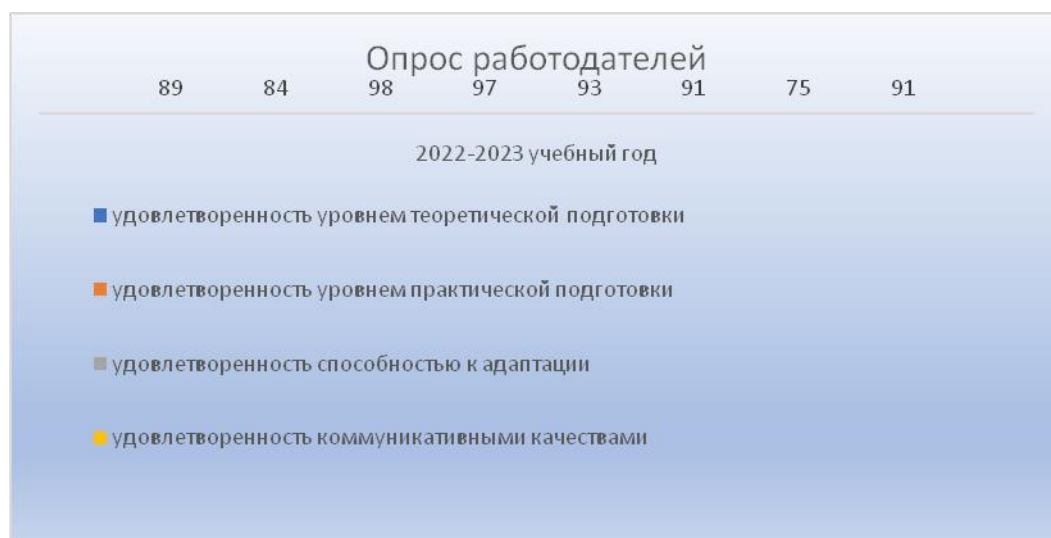 Опрос работодателей
89 84 98 97 93 91 75 91
2022-2023 учебный год
удовлетворенность уровнем теоретической подготовки
удовлетворенность уровнем практической подготовки
удовлетворенность способностью к адаптации
удовлетворенность коммуникативными качествами